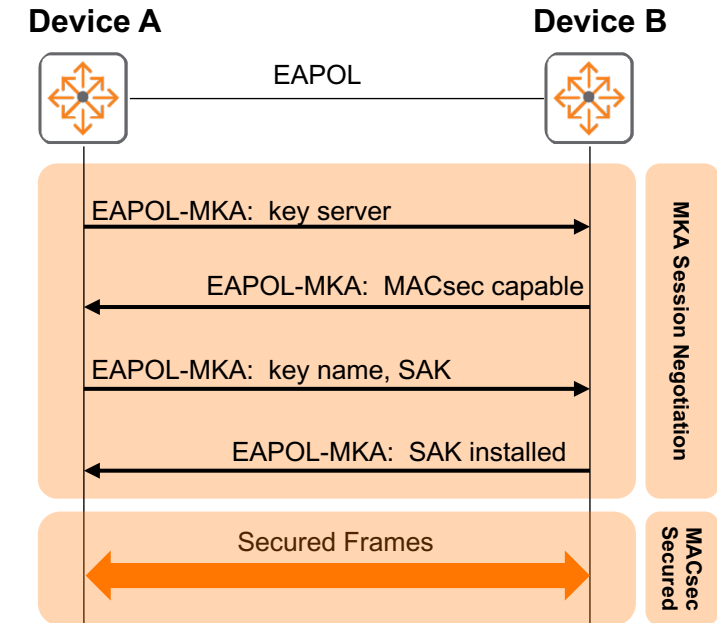 Device A
Device B
EAPOL
EAPOL-MKA: key server
EAPOL-MKA: MACsec capable
EAPOL-MKA: key name, SAK
EAPOL-MKA: SAK installed
MKA Session Negotiation
Secured Frames
MACsec
Secured